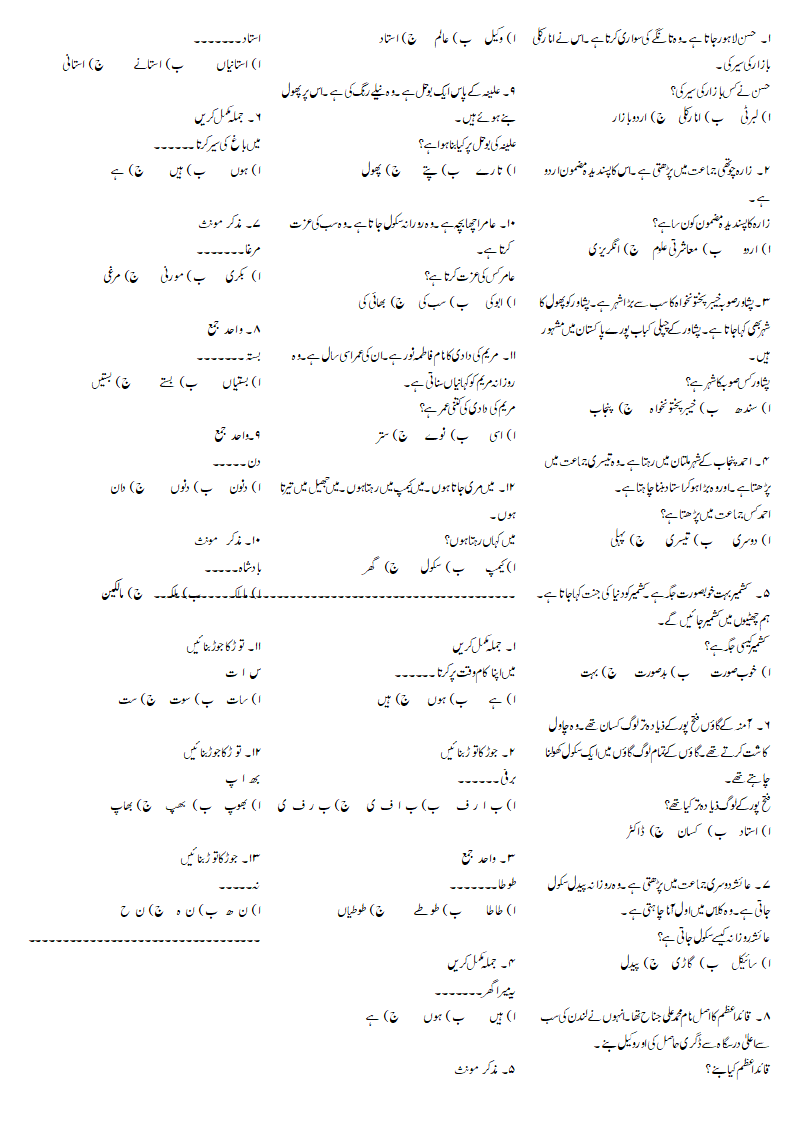 ۱۔ حسن لاہور جاتا ہے ۔ وہ تانگے کی سواری کرتا ہے ۔ اس نے انار کلی
بازار کی سیر کی ۔
حسن نے کس بازار کی سیر کی؟
ا) لبرٹی ب) انار کلی ج) اردو بازار
۲۔ زارہ چوتھی جماعت میں پڑھتی ہے ۔ اس کا پسندیدہ مضمون اردو
ہے ۔
زارہ کا پسندیدہ مضمون کون سا ہے؟
ا) اردو ب) معاشرتی علوم ج) انگریزی
۳۔ پشاور صوبہ خیبر پختونخواہ کا سب سے بڑا شہر ہے۔ پشاور کو پھول کا
شہر بھی کہا جاتا ہے۔ پشاور کے چپلی کباب پورے پاکستان میں مشہور
ہیں ۔
پشاور کس صوبہ کا شہر ہے؟
ا) سندھ ب) خیبر پختونخواہ ج) پنجاب
۴۔ احمد پنجاب کے شہر ملتان میں رہتا ہے ۔ وہ تیسری جماعت میں
پڑھتا ہے ۔ اور وہ بڑا ہو کر استاد بننا چاہتا ہے۔
احمد کس جماعت میں پڑھتا ہے؟
ا) دوسری ب) تیسری ج) پہلی
۵۔ کشمیر بہت خوبصورت جگہ ہے ۔ کشمیر کو دنیا کی جنت کہا جاتا ہے ۔
ہم چھٹیوں میں کشمیر جائیں گے۔
کشمیر کیسی جگہ ہے؟
ا) خوب صورت ب) بدصورت ج) بہت
۶۔ آمنہ کے گاؤں فتح پور کے زیادہ تر لوگ کسان تھے ۔ وہ چاول
کاشت کرتے تھے ۔ گاؤں کے تمام لوگ گاؤں میں ایک سکول کھولنا
چاہتے تھے ۔
فتح پور کے لوگ زیادہ تر کیا تھے؟
ا) استاد ب) کسان ج) ڈاکٹر
۷۔ عائشہ دوسری جماعت میں پڑھتی ہے ۔ وہ روزانہ پیدل سکول
جاتی ہے۔ وہ کلاس میں اول آنا چاہتی ہے ۔
عائشہ روزانہ کیسے سکول جاتی ہے؟
ا) سائیکل ب) گاڑی ج) پیدل
۸۔ قائداعظم کا اصل نام محمد علی جناح تھا۔ انہوں نے لندن کی سب
سے اعلیٰ درسگاہ سے ڈگری حاصل کی اور وکیل بنے ۔
قائداعظم کیا بنے؟
ا) وکیل ب) عالم ج) استاد
۹۔ علینہ کے پاس ایک بوتل ہے ۔ وہ نیلے رنگ کی ہے ۔ اس پر پھول
بنے ہوئے ہیں ۔
علینہ کی بوتل پر کیا بنا ہوا ہے؟
ا) تارے ب) پتے ج) پھول
۱۰۔ عامر اچھا بچہ ہے ۔ وہ روزانہ سکول جاتا ہے ۔ وہ سب کی عزت
کرتا ہے۔
عامر کس کی عزت کرتا ہے؟
ا) ابو کی ب) سب کی ج) بھائی کی
۱۱۔ مریم کی دادی کا نام فاطمہ نور ہے ۔ ان کی عمر اسی سال ہے ۔ وہ
روزانہ مریم کو کہانیاں سناتی ہے ۔
مریم کی دادی کی کتنی عمر ہے؟
ا) اسی ب) نوے ج) ستر
۱۲۔ میں مری جاتا ہوں ۔ میں کیمپ میں رہتا ہوں ۔ میں جھیل میں تیرتا
ہوں ۔
میں کہاں رہتا ہوں؟
ا) کیمپ ب) سکول ج) گھر
۱۔ جملہ مکمل کریں
میں اپنا کام وقت پر کرتا ۔۔۔۔۔۔
ا) ہے ب) ہوں ج) ہیں
۲۔ جوڑ کا توڑ بنائیں
برفی ۔۔۔۔۔۔
ا) ب ا ر ف ب) ب ا ف ی ج) ب ر ف ی
۳۔ واحد جمع
طوطا ۔۔۔۔۔۔۔
ا) طاطا ب) طوطے ج) طوطیاں
۴۔ جملہ مکمل کریں
یہ میرا گھر ۔۔۔۔۔۔۔
ا) ہیں ب) ہوں ج) ہے
۵۔ مذکر مونث
استاد ۔۔۔۔۔۔۔
ا) استانیاں ب) استانے ج) استانی
۶۔ جملہ مکمل کریں
میں باغ کی سیر کرتا ۔۔۔۔۔۔
ا) ہوں ب) ہیں ج) ہے
۷۔ مذکر مونث
مرغا ۔۔۔۔۔۔۔
ا) بکری ب) مورنی ج) مرغی
۸۔ واحد جمع
بستہ ۔۔۔۔۔۔۔
ا) بستیاں ب) بستے ج) بستیں
۹۔ واحد جمع
دن ۔۔۔۔۔
ا) دنون ب) دنوں ج) دان
۱۰۔ مذکر مونث
بادشاہ ۔۔۔۔۔
ا) مالک ب) ملکہ ج) مالکین
۱۱۔ توڑ کا جوڑ بنائیں
س ا ت
ا) سات ب) سوت ج) ست
۱۲۔ توڑ کا جوڑ بنائیں
بھ ا پ
ا) بھوپ ب) بھپ ج) بھاپ
۱۳۔ جوڑ کا توڑ بنائیں
نہ ۔۔۔۔۔
ا) ن ھ ب) ن ہ ج) ن ح